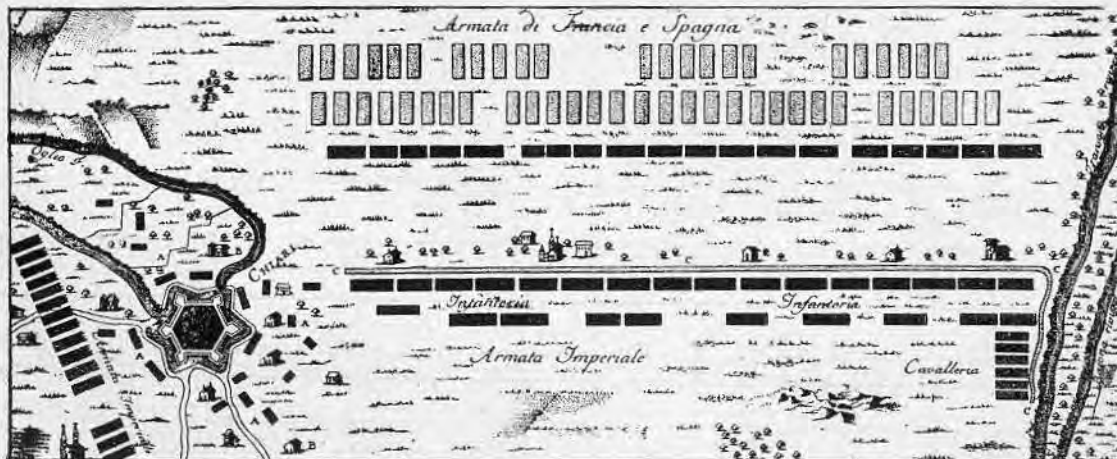 Armata di Francia e Spagna
Oglio F.
CHIARI
C
C
C
C
C
Infanteria
Infanteria
Armata Imperiale
Cavalleria
A
B
A
A
A
B